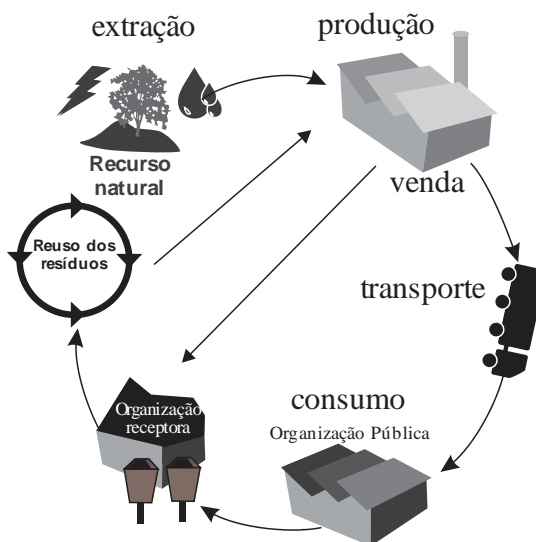 extração
produção
Recurso
natural
venda
Reuso dos
resíduos
transporte
Organização
receptora
consumo
Organização Pública